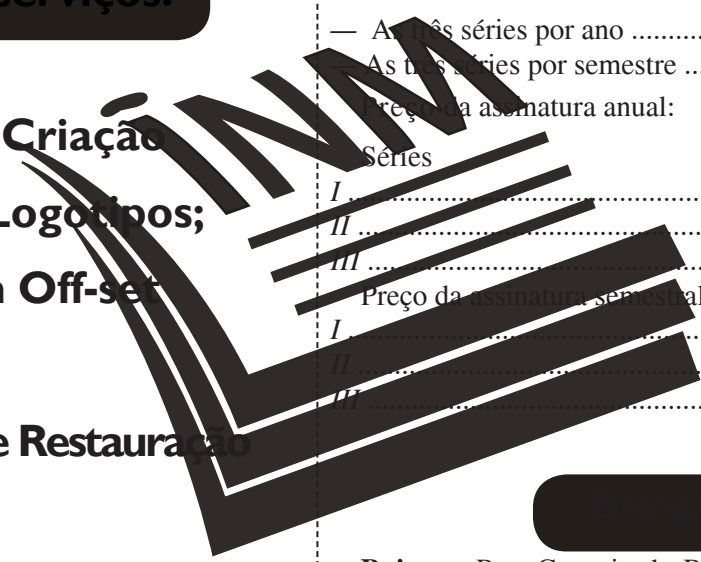 serviços:
Criação
Logotipos;
Off-set
e Restauração
ÍNM
— As três séries por ano ..........
— As três séries por semestre ..
Preço da assinatura anual:
Séries
I ........................................................
II ........................................................
III ......................................................
Preço da assinatura semestral
I ........................................................
II ........................................................
III ......................................................